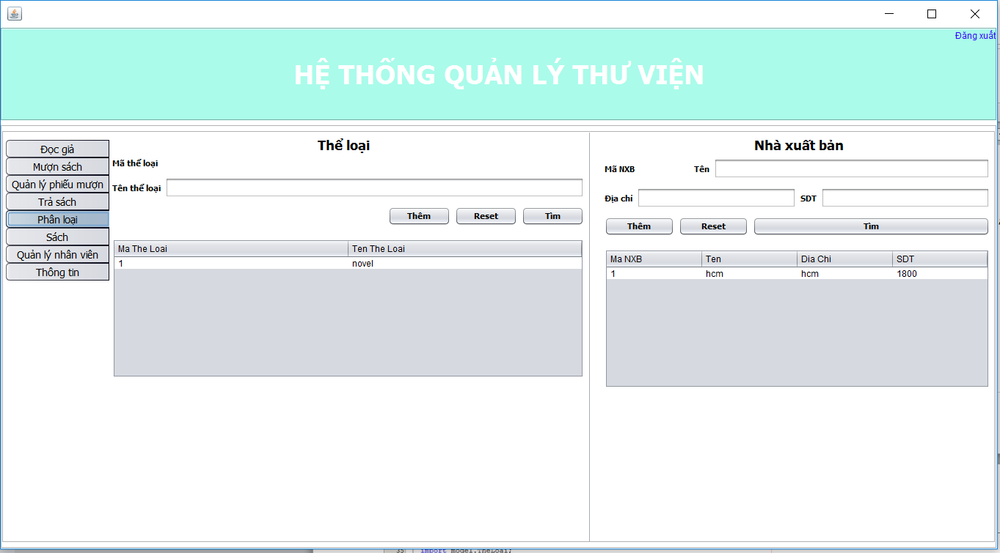 Đăng xuất
HỆ THỐNG QUẢN LÝ THƯ VIỆN
Đọc giả
Mượn sách
Quản lý phiếu mượn
Trả sách
Phân loại
Sách
Quản lý nhân viên
Thông tin
Thể loại
Mã thể loại
Tên thể loại
Thêm Reset Tìm
Ma The Loai Ten The Loai
1 novel
Nhà xuất bản
Mã NXB Tên
Địa chỉ SDT
Thêm Reset Tìm
Ma NXB Ten Dia Chi SDT
1 hcm hcm 1800
35 import model.TheLoai;